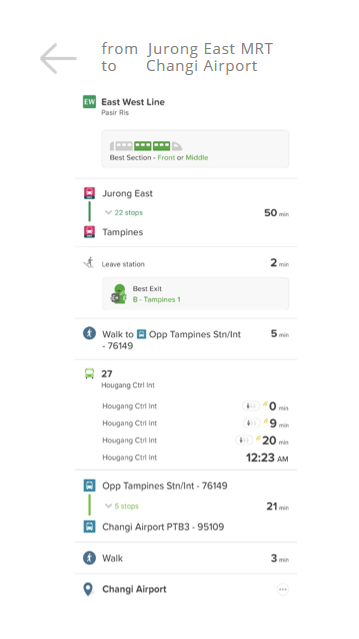 from Jurong East MRT
to Changi Airport
EW East West Line
Pasir Ris
Best Section - Front or Middle
Jurong East
22 stops 50 min
Tampines
Leave station 2 min
Best Exit
B - Tampines 1
Walk to Opp Tampines Stn/Int 5 min
- 76149
27
Hougang Ctrl Int
Hougang Ctrl Int 0 min
Hougang Ctrl Int 9 min
Hougang Ctrl Int 20 min
Hougang Ctrl Int 12:23 AM
Opp Tampines Stn/Int - 76149
5 stops 21 min
Changi Airport PTB3 - 95109
Walk 3 min
Changi Airport